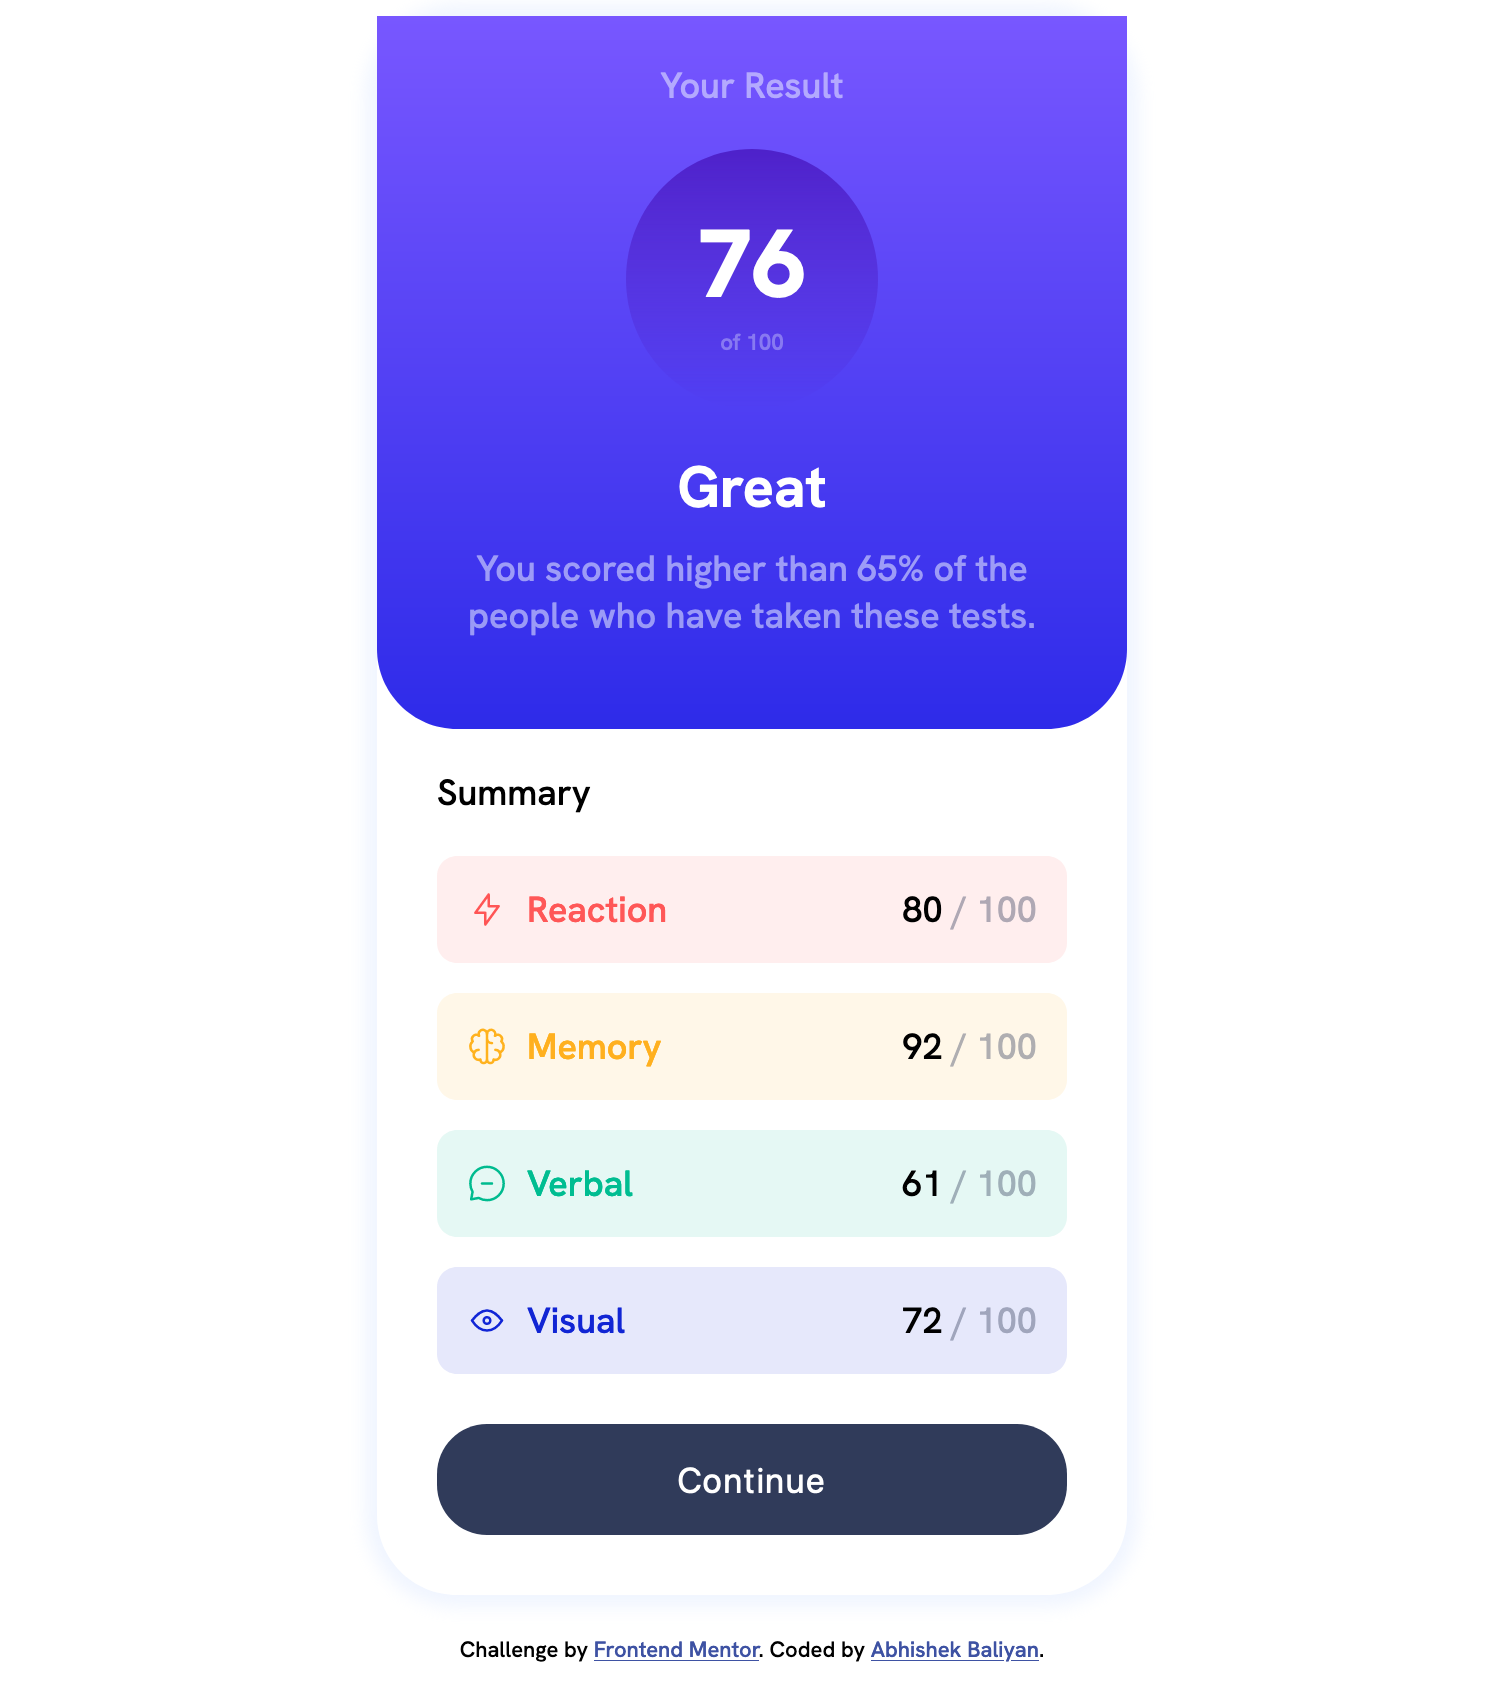 Your Result
76
of 100
Great
You scored higher than 65% of the
people who have taken these tests.
Summary
Reaction 80 / 100
Memory 92 / 100
Verbal 61 / 100
Visual 72 / 100
Continue
Challenge by Frontend Mentor. Coded by Abhishek Baliyan.